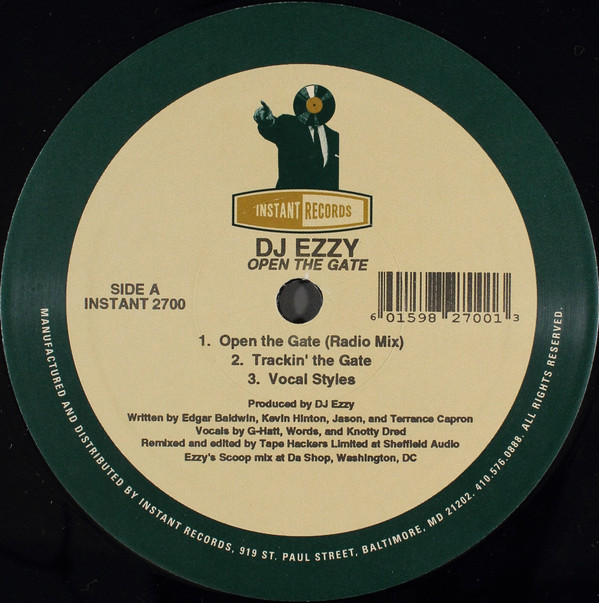 INSTANT RECORDS
DJ EZZY
OPEN THE GATE
SIDE A
INSTANT 2700
6 01598 27001 3
1. Open the Gate (Radio Mix)
2. Trackin' the Gate
3. Vocal Styles
Produced by DJ Ezzy
Written by Edgar Baldwin, Kevin Hinton, Jason, and Terrance Capron
Vocals by G-Hatt, Words, and Knotty Dred
Remixed and edited by Tape Hackers Limited at Sheffield Audio
Ezzy's Scoop mix at Da Shop, Washington, DC
MANUFACTURED AND DISTRIBUTED BY INSTANT RECORDS, 919 ST. PAUL STREET, BALTIMORE, MD 21202. 410.576.0888. ALL RIGHTS RESERVED.